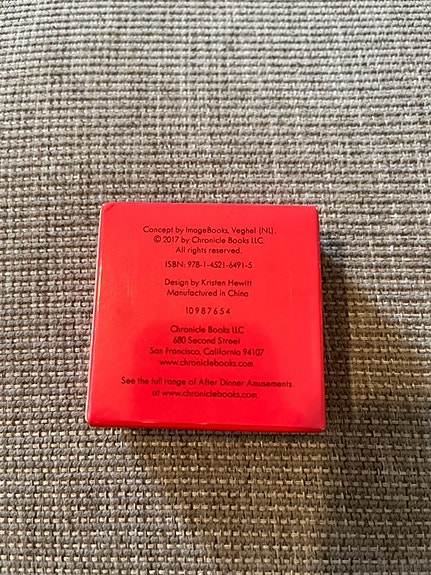 Concept by ImageBooks, Veghel (NL).
© 2017 by Chronicle Books LLC.
All rights reserved.
ISBN: 978-1-4521-6491-5
Design by Kristen Hewitt
Manufactured in China
10 9 8 7 6 5 4
Chronicle Books LLC
680 Second Street
San Francisco, California 94107
www.chroniclebooks.com
See the full range of After Dinner Amusements
at www.chroniclebooks.com.